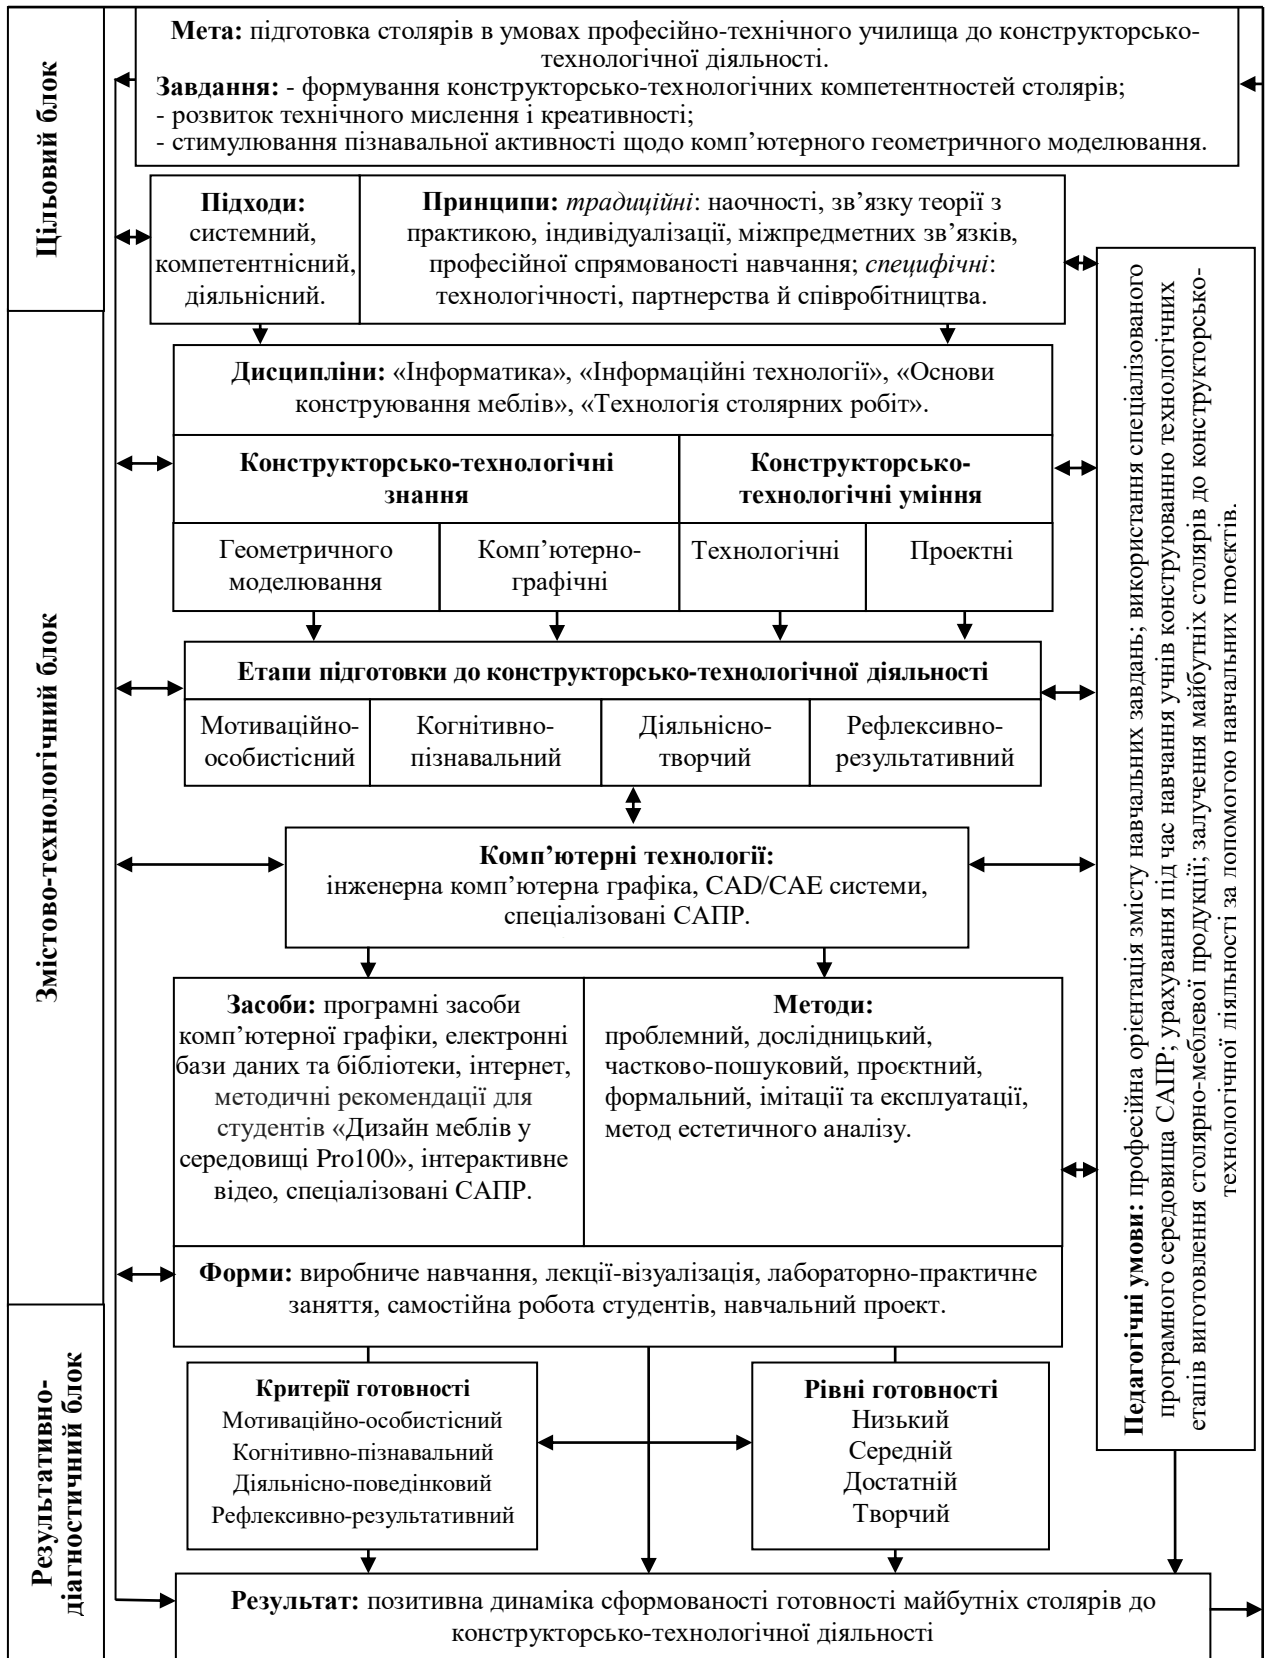 Цільовий блок
Мета: підготовка столярів в умовах професійно-технічного училища до конструкторсько-
технологічної діяльності.
Завдання: - формування конструкторсько-технологічних компетентностей столярів;
- розвиток технічного мислення і креативності;
- стимулювання пізнавальної активності щодо комп’ютерного геометричного моделювання.
Підходи:
системний,
компетентнісний,
діяльнісний.
Принципи: традиційні: наочності, зв’язку теорії з
практикою, індивідуалізації, міжпредметних зв’язків,
професійної спрямованості навчання; специфічні:
технологічності, партнерства й співробітництва.
Змістово-технологічний блок
Дисципліни: «Інформатика», «Інформаційні технології», «Основи
конструювання меблів», «Технологія столярних робіт».
Конструкторсько-технологічні
знання
Конструкторсько-
технологічні уміння
Геометричного
моделювання
Комп’ютерно-
графічні
Технологічні
Проектні
Етапи підготовки до конструкторсько-технологічної діяльності
Мотиваційно-
особистісний
Когнітивно-
пізнавальний
Діяльнісно-
творчий
Рефлексивно-
результативний
Комп’ютерні технології:
інженерна комп’ютерна графіка, CAD/CAE системи,
спеціалізовані САПР.
Засоби: програмні засоби
комп’ютерної графіки, електронні
бази даних та бібліотеки, інтернет,
методичні рекомендації для
студентів «Дизайн меблів у
середовищі Pro100», інтерактивне
відео, спеціалізовані САПР.
Методи:
проблемний, дослідницький,
частково-пошуковий, проєктний,
формальний, імітації та експлуатації,
метод естетичного аналізу.
Форми: виробниче навчання, лекції-візуалізація, лабораторно-практичне
заняття, самостійна робота студентів, навчальний проект.
Педагогічні умови: професійна орієнтація змісту навчальних завдань; використання спеціалізованого
програмного середовища САПР; урахування під час навчання учнів конструюванню технологічних
етапів виготовлення столярно-меблевої продукції; залучення майбутніх столярів до конструкторсько-
технологічної діяльності за допомогою навчальних проєктів.
Результативно-
діагностичний блок
Критерії готовності
Мотиваційно-особистісний
Когнітивно-пізнавальний
Діяльнісно-поведінковий
Рефлексивно-результативний
Рівні готовності
Низький
Середній
Достатній
Творчий
Результат: позитивна динаміка сформованості готовності майбутніх столярів до
конструкторсько-технологічної діяльності